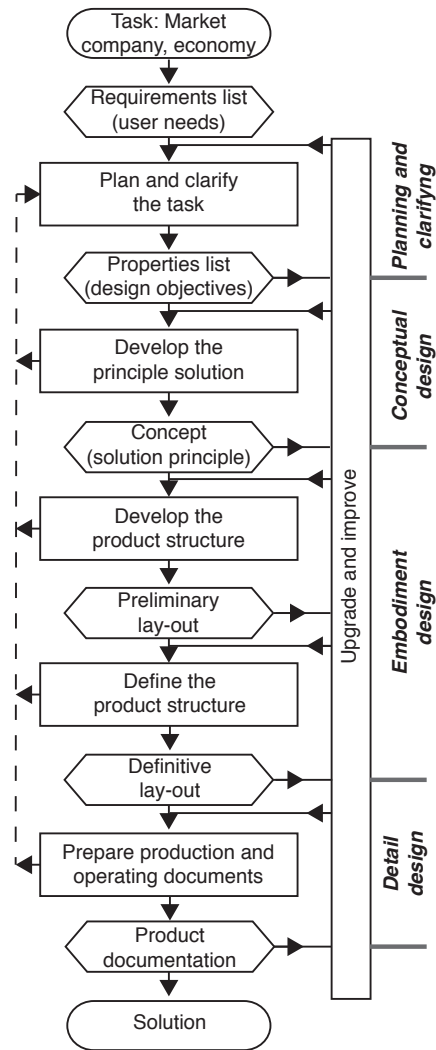 Task: Market
company, economy
Requirements list
(user needs)
Plan and clarify
the task
Properties list
(design objectives)
Develop the
principle solution
Concept
(solution principle)
Develop the
product structure
Preliminary
lay-out
Define the
product structure
Definitive
lay-out
Prepare production and
operating documents
Product
documentation
Solution
Upgrade and improve
Planning and
clarifyng
Conceptual
design
Embodiment design
Detail
design